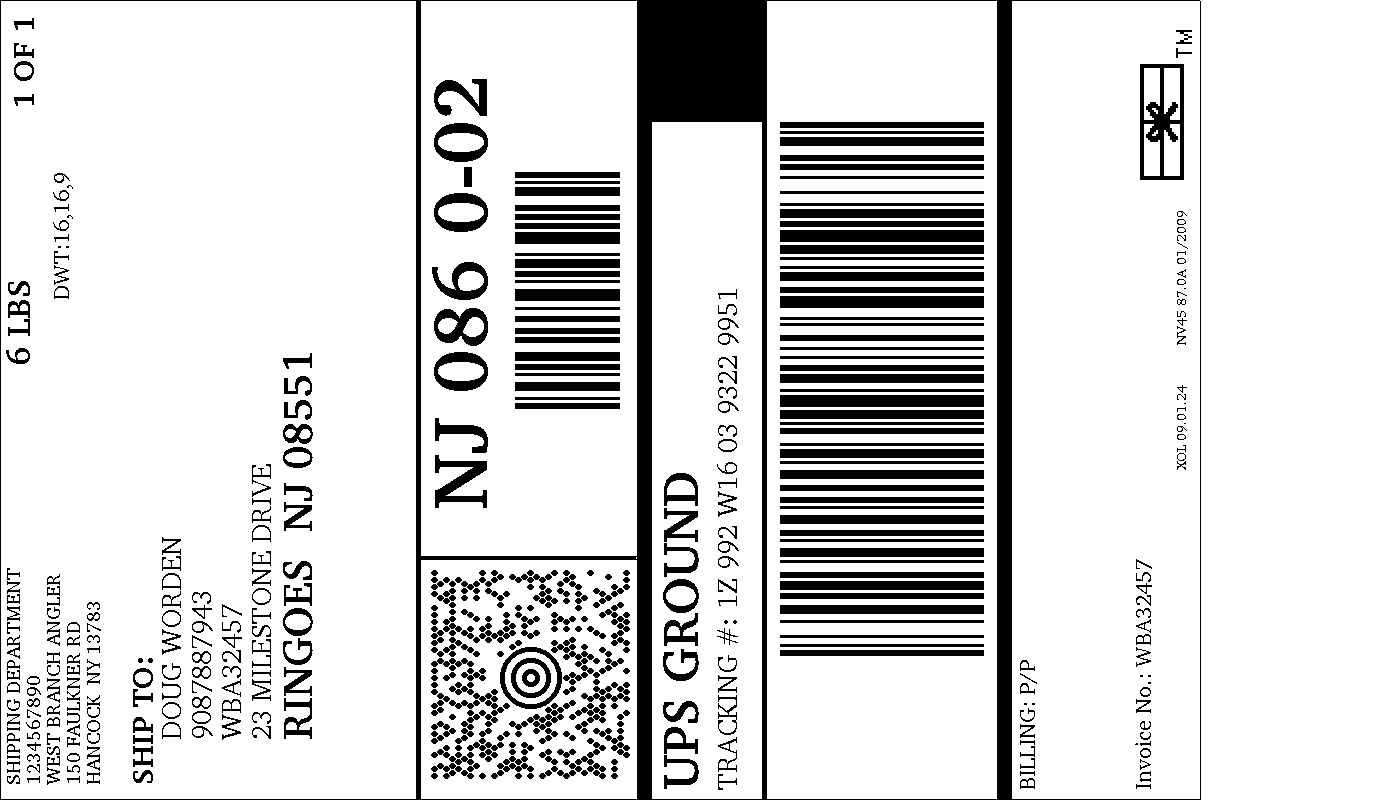 SHIPPING DEPARTMENT
1234567890
WEST BRANCH ANGLER
150 FAULKNER RD
HANCOCK NY 13783
6 LBS
1 OF 1
DWT:16,16,9
SHIP TO:
DOUG WORDEN
9087887943
WBA32457
23 MILESTONE DRIVE
RINGOES NJ 08551
NJ 086 0-02
UPS GROUND
TRACKING #: 1Z 992 W16 03 9322 9951
BILLING: P/P
Invoice No.: WBA32457
XOL 09.01.24 NV45 87.0A 01/2009
TM